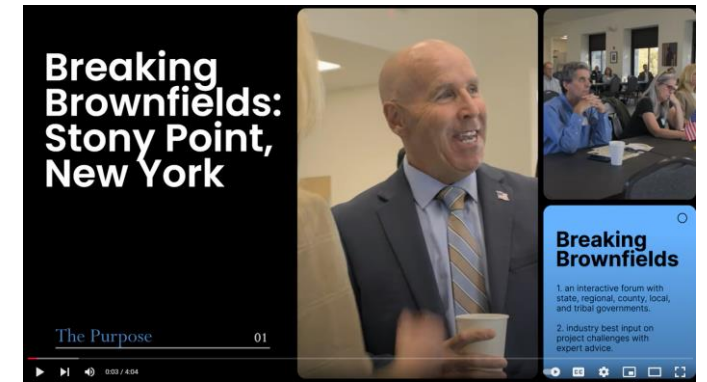 Breaking
Brownfields:
Stony Point,
New York
The Purpose
01
Breaking
Brownfields
1. an interactive forum with
state, regional, county, local,
and tribal governments.
2. industry best input on
project challenges with
expert advice.
0:03 / 4:04
CC